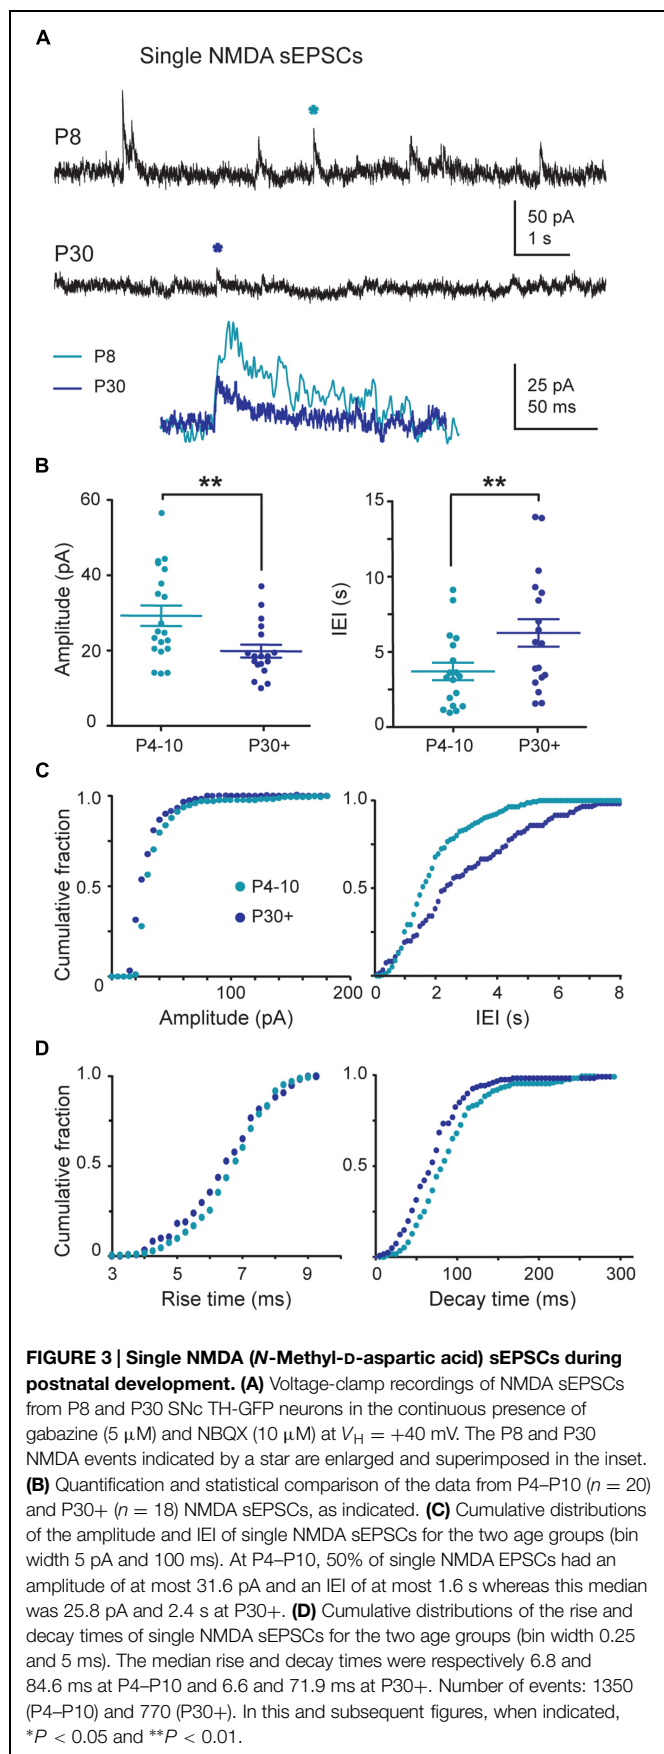 A
Single NMDA sEPSCs
*
P8
50 pA
1 s
*
P30
P8
P30
25 pA
50 ms
B
**
60
40
20
0
Amplitude (pA)
P4-10
P30+
**
15
10
5
0
IEI (s)
P4-10
P30+
C
1.0
0.5
0
Cumulative fraction
P4-10
P30+
100
200
Amplitude (pA)
1.0
0.5
0
2
4
6
8
IEI (s)
D
1.0
0.5
0
Cumulative fraction
3
5
7
9
Rise time (ms)
1.0
0.5
0
100
200
300
Decay time (ms)
FIGURE 3 | Single NMDA (N-Methyl-D-aspartic acid) sEPSCs during
postnatal development. (A) Voltage-clamp recordings of NMDA sEPSCs
from P8 and P30 SNc TH-GFP neurons in the continuous presence of
gabazine (5 μM) and NBQX (10 μM) at VH = +40 mV. The P8 and P30
NMDA events indicated by a star are enlarged and superimposed in the inset.
(B) Quantification and statistical comparison of the data from P4–P10 (n = 20)
and P30+ (n = 18) NMDA sEPSCs, as indicated. (C) Cumulative distributions
of the amplitude and IEI of single NMDA sEPSCs for the two age groups (bin
width 5 pA and 100 ms). At P4–P10, 50% of single NMDA EPSCs had an
amplitude of at most 31.6 pA and an IEI of at most 1.6 s whereas this median
was 25.8 pA and 2.4 s at P30+. (D) Cumulative distributions of the rise and
decay times of single NMDA sEPSCs for the two age groups (bin width 0.25
and 5 ms). The median rise and decay times were respectively 6.8 and
84.6 ms at P4–P10 and 6.6 and 71.9 ms at P30+. Number of events: 1350
(P4–P10) and 770 (P30+). In this and subsequent figures, when indicated,
*P < 0.05 and **P < 0.01.